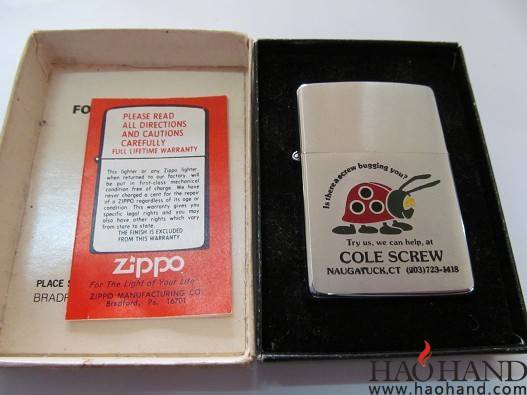 FO
PLACE S
BRADF
PLEASE READ
ALL DIRECTIONS
AND CAUTIONS
CAREFULLY
FULL LIFETIME WARRANTY
This lighter or any Zippo lighter,
when returned to our factory, will
be put in first-class mechanical
condition free of charge. We have
never charged a cent for the repair
of a ZIPPO regardless of its age or
condition. This warranty gives you
specific legal rights and you may
also have other rights which vary
from state to state.
THE FINISH IS EXCLUDED
FROM THIS WARRANTY.
zippo
For The Light of Your Life
ZIPPO MANUFACTURING CO.
Bradford, Pa. 16701
Is there a screw bugging you?
Try us, we can help, at
COLE SCREW
NAUGATUCK, CT (203)723-1418
HAOHAND
www.haohand.com